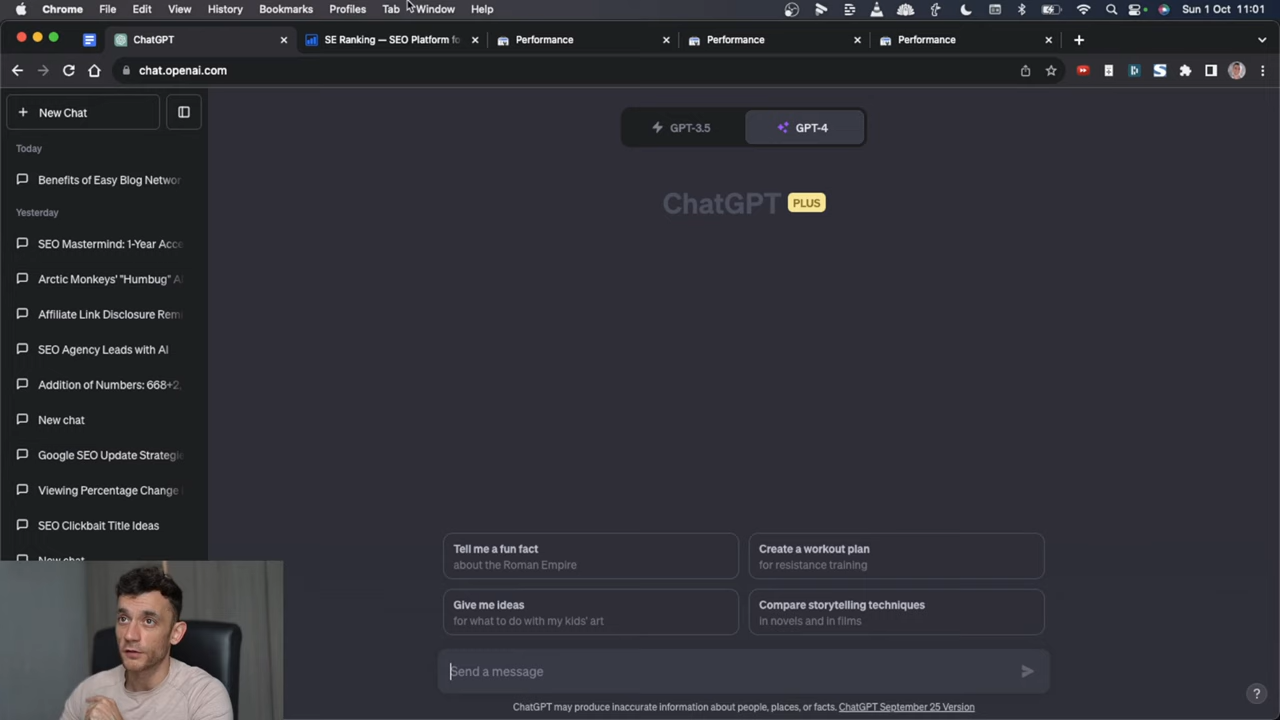 Chrome File Edit View History Bookmarks Profiles Tab Window Help Sun 1 Oct 11:01
ChatGPT SE Ranking — SEO Platform fo Performance Performance Performance
chat.openai.com
New Chat
GPT-3.5 GPT-4
Today
Benefits of Easy Blog Networ
ChatGPT PLUS
Yesterday
SEO Mastermind: 1-Year Acce
Arctic Monkeys' "Humbug" A
Affiliate Link Disclosure Rem
SEO Agency Leads with AI
Addition of Numbers: 668+2,
New chat
Google SEO Update Strategie
Viewing Percentage Change
SEO Clickbait Title Ideas
New chat
Tell me a fun fact
about the Roman Empire
Create a workout plan
for resistance training
Give me ideas
for what to do with my kids' art
Compare storytelling techniques
in novels and in films
Send a message
ChatGPT may produce inaccurate information about people, places, or facts. ChatGPT September 25 Version
?